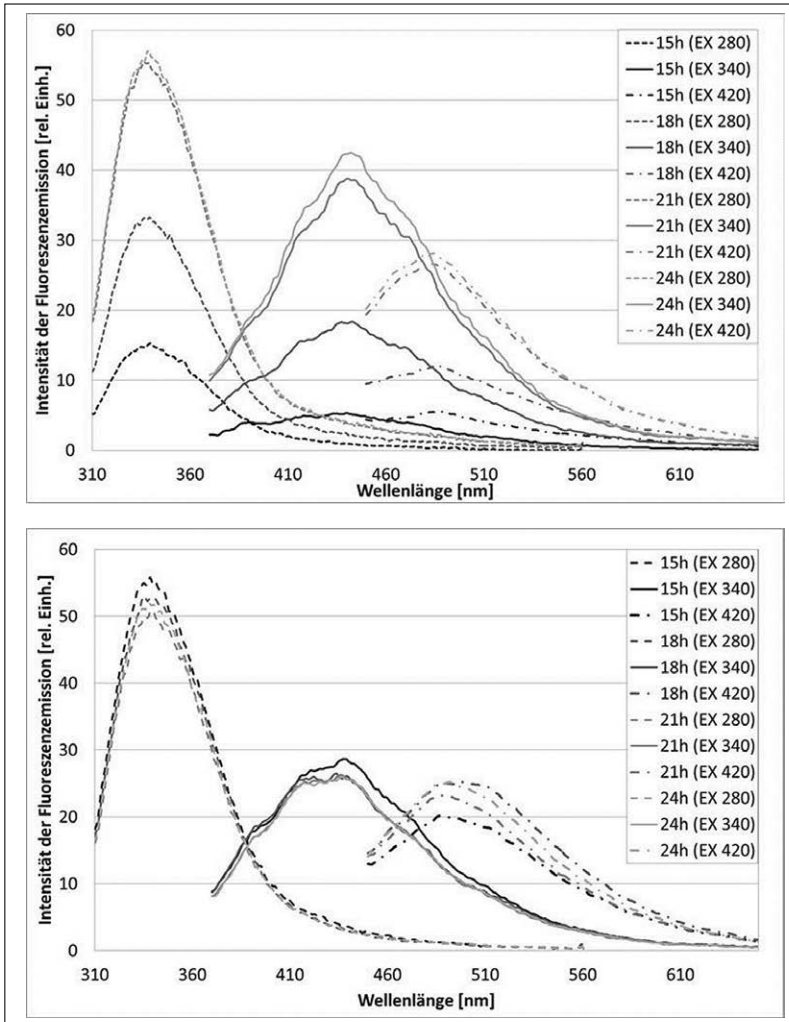 60
50
40
30
20
10
0
Intensität der Fluoreszenzemission [rel. Einh.]
310
360
410
460
510
560
610
Wellenlänge [nm]
15h (EX 280)
15h (EX 340)
15h (EX 420)
18h (EX 280)
18h (EX 340)
18h (EX 420)
21h (EX 280)
21h (EX 340)
21h (EX 420)
24h (EX 280)
24h (EX 340)
24h (EX 420)
60
50
40
30
20
10
0
Intensität der Fluoreszenzemission [rel. Einh.]
310
360
410
460
510
560
610
Wellenlänge [nm]
15h (EX 280)
15h (EX 340)
15h (EX 420)
18h (EX 280)
18h (EX 340)
18h (EX 420)
21h (EX 280)
21h (EX 340)
21h (EX 420)
24h (EX 280)
24h (EX 340)
24h (EX 420)